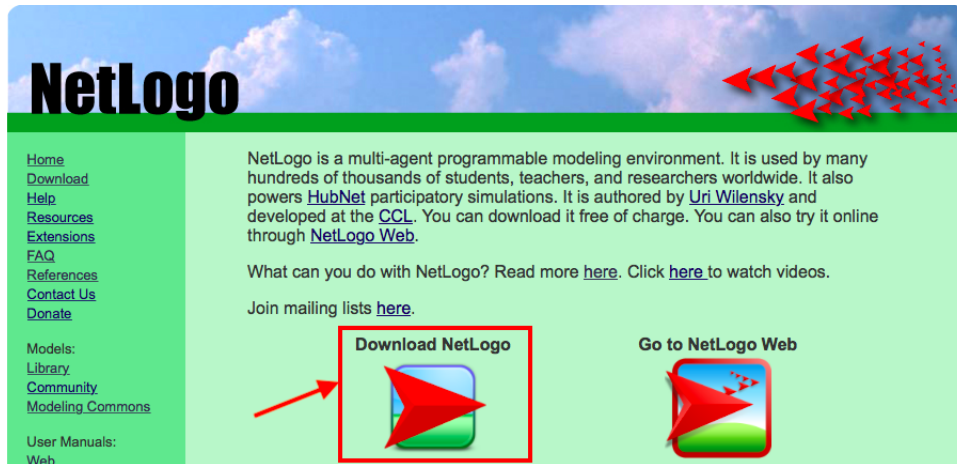 NetLogo
Home
Download
Help
Resources
Extensions
FAQ
References
Contact Us
Donate
Models:
Library
Community
Modeling Commons
User Manuals:
Web
NetLogo is a multi-agent programmable modeling environment. It is used by many
hundreds of thousands of students, teachers, and researchers worldwide. It also
powers HubNet participatory simulations. It is authored by Uri Wilensky and
developed at the CCL. You can download it free of charge. You can also try it online
through NetLogo Web.
What can you do with NetLogo? Read more here. Click here to watch videos.
Join mailing lists here.
Download NetLogo
Go to NetLogo Web